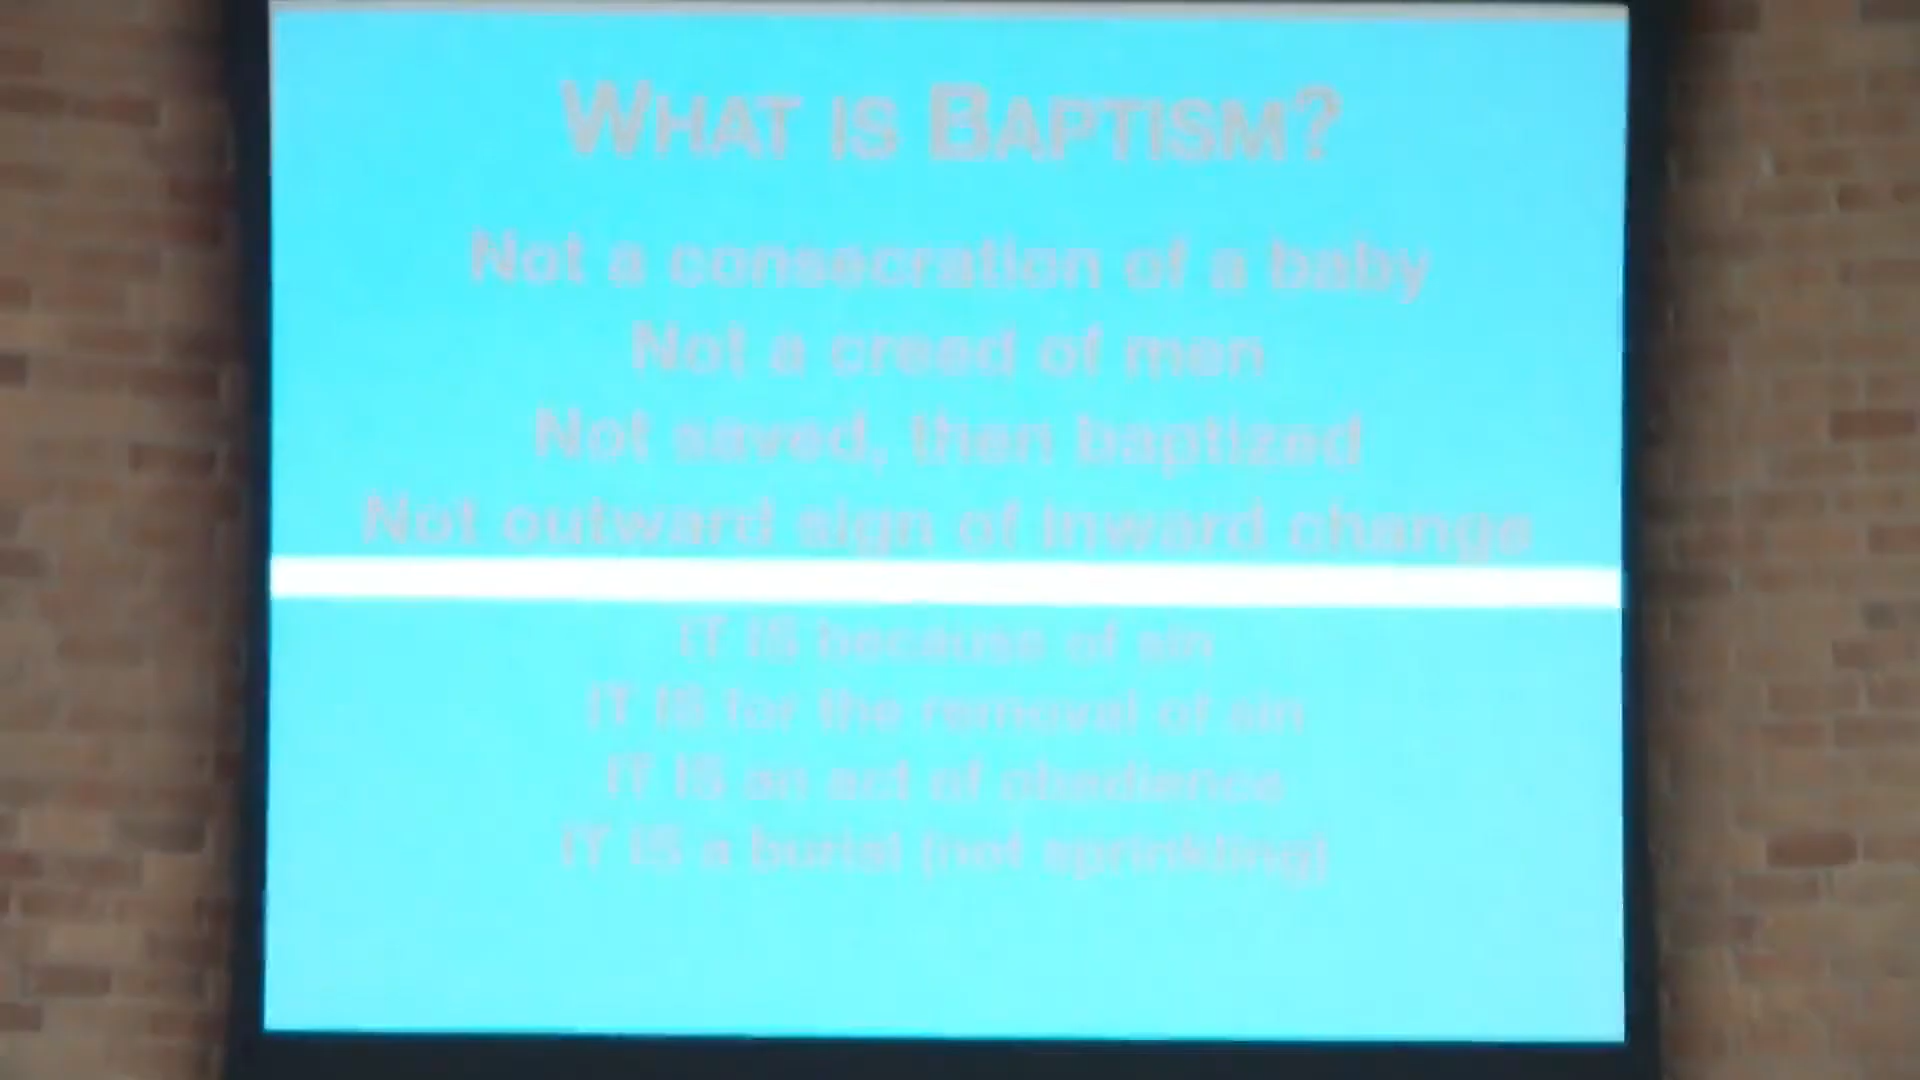 WHAT IS BAPTISM?
Not a consecration of a baby
Not a creed of men
Not saved, then baptized
Not outward sign of inward change
IT IS because of sin
IT IS for the removal of sin
IT IS an act of obedience
IT IS a burial (not sprinkling)